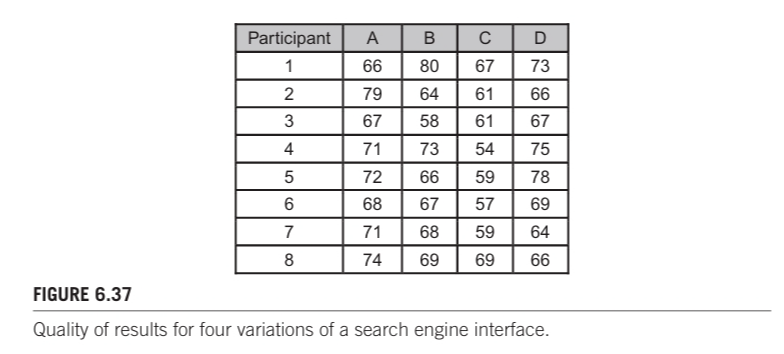 Participant A B C D
1 66 80 67 73
2 79 64 61 66
3 67 58 61 67
4 71 73 54 75
5 72 66 59 78
6 68 67 57 69
7 71 68 59 64
8 74 69 69 66
FIGURE 6.37
Quality of results for four variations of a search engine interface.